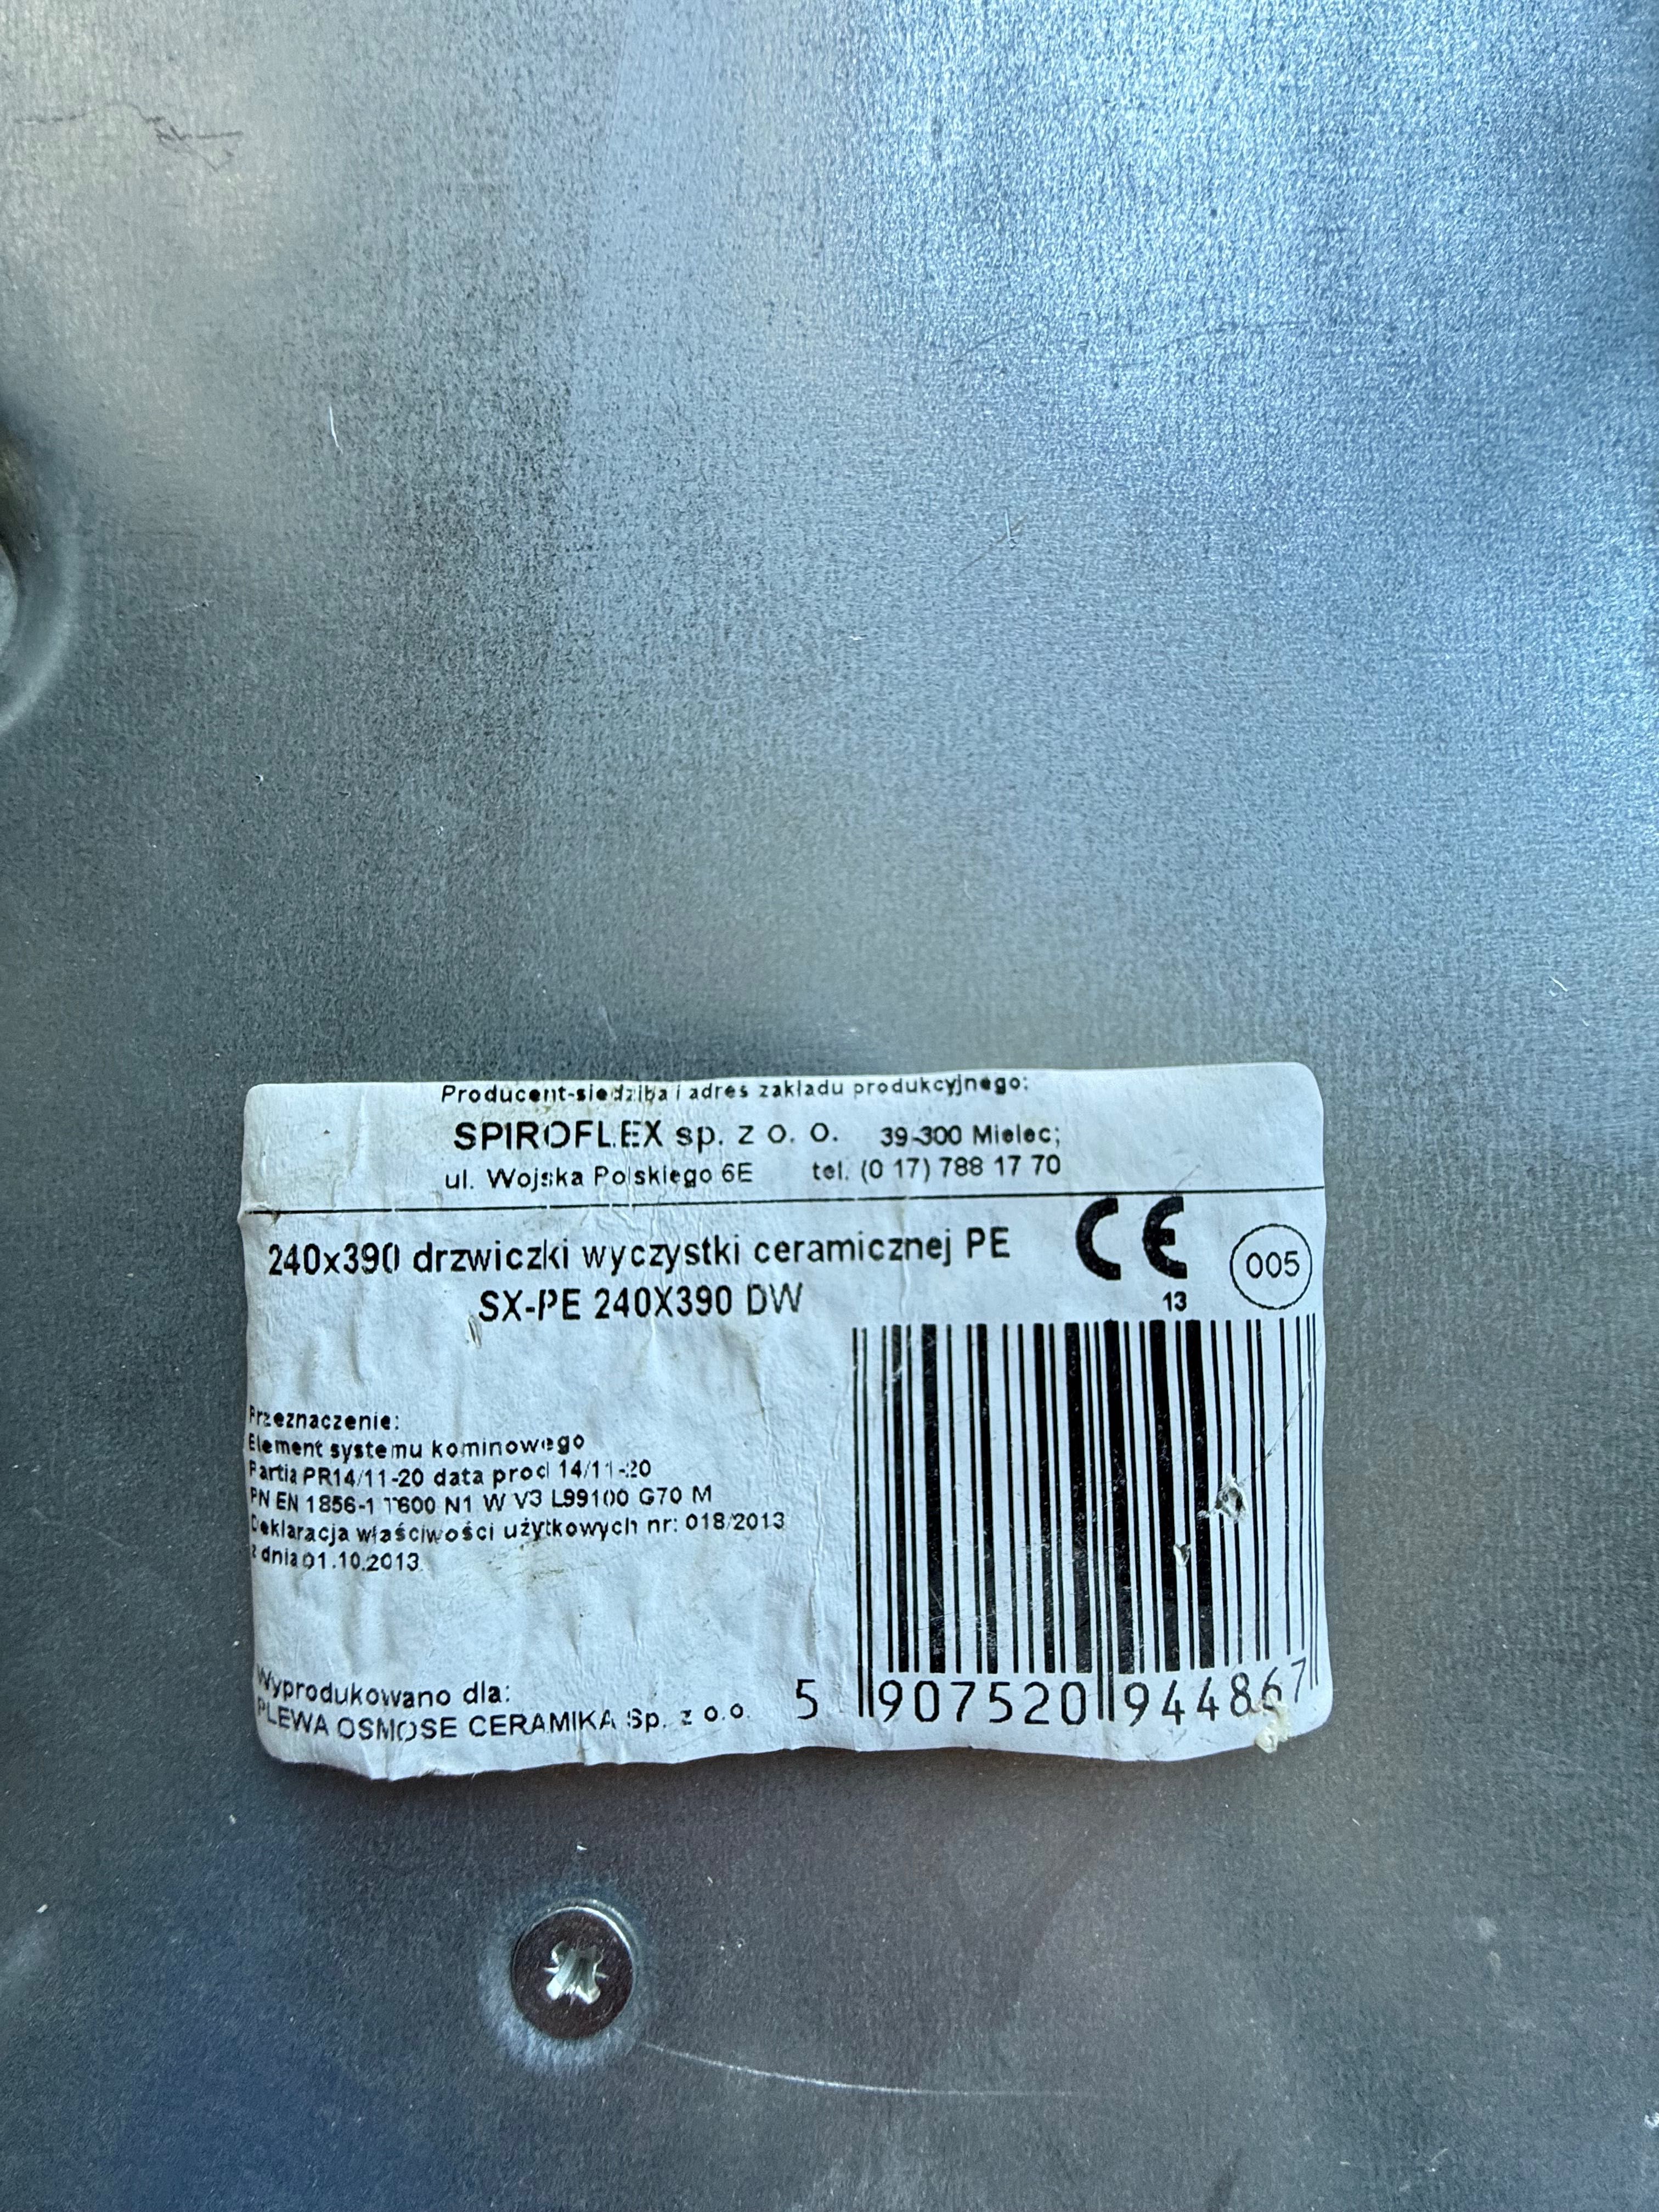 Producent-siedziba i adres zakładu produkcyjnego:
SPIROFLEX sp. z o. o. 39-300 Mielec;
ul. Wojska Polskiego 6E tel. (0 17) 788 17 70
240x390 drzwiczki wyczystki ceramicznej PE
SX-PE 240X390 DW
CE
13
005
Przeznaczenie:
Element systemu kominowego
Partia PR14/11-20 data prod 14/11-20
PN EN 1856-1 T600 N1 W V3 L99100 G70 M
Deklaracja właściwości użytkowych nr: 018/2013
z dnia 01.10.2013
Wyprodukowano dla:
PLEWA OSMOSE CERAMIKA Sp. z o.o.
5 907520 944867